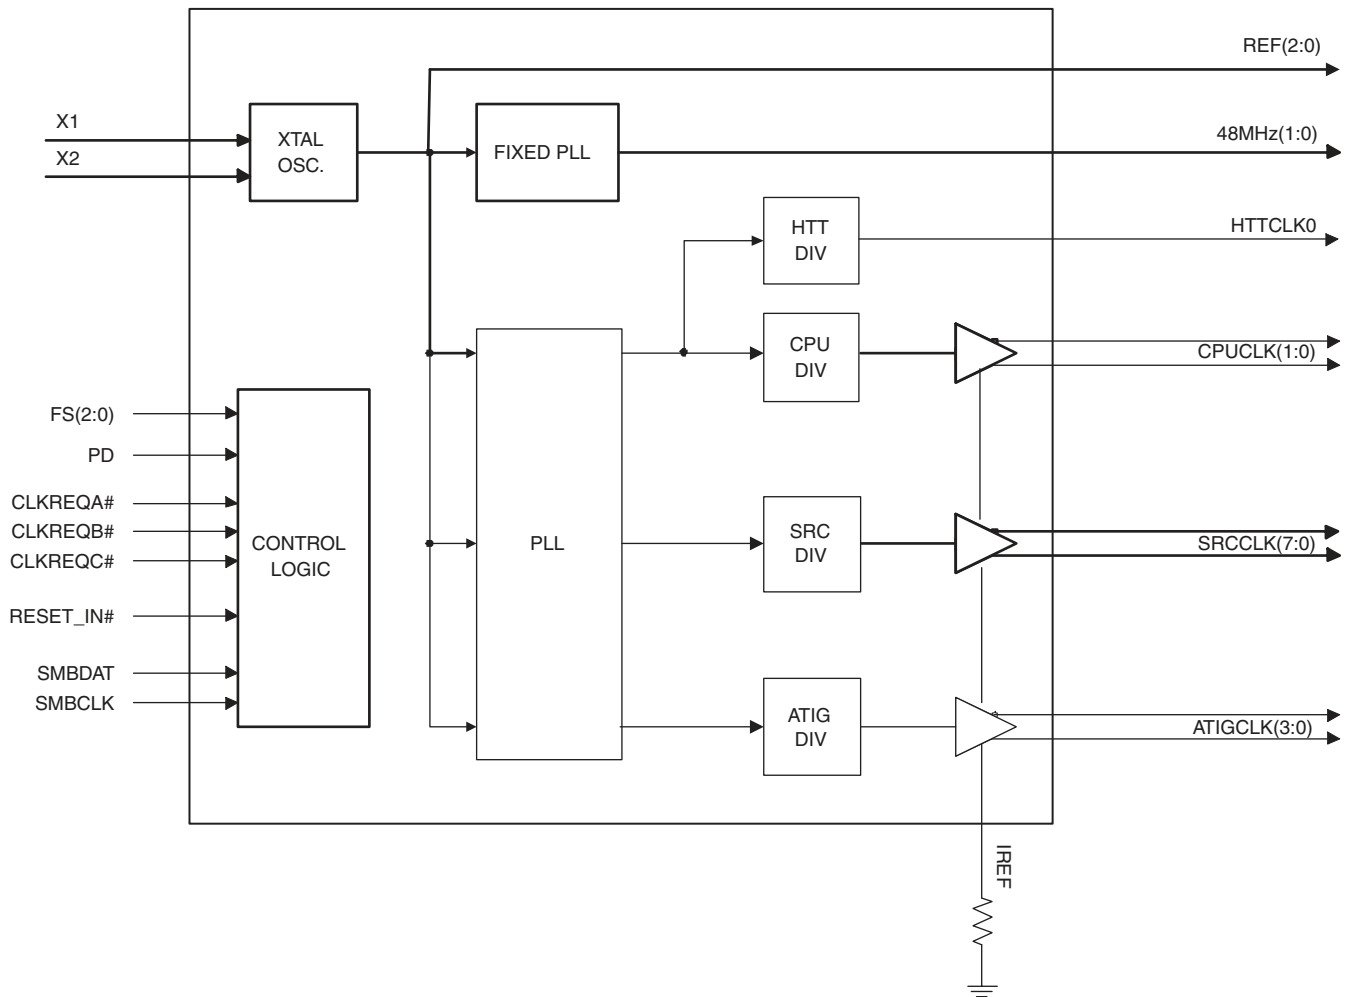 REF(2:0)
X1
X2
XTAL
OSC.
FIXED PLL
48MHz(1:0)
HTT
DIV
HTTCLK0
CPU
DIV
CPUCLK(1:0)
FS(2:0)
PD
CLKREQA#
CLKREQB#
CLKREQC#
RESET_IN#
SMBDAT
SMBCLK
CONTROL
LOGIC
PLL
SRC
DIV
SRCCLK(7:0)
ATIG
DIV
ATIGCLK(3:0)
IREF